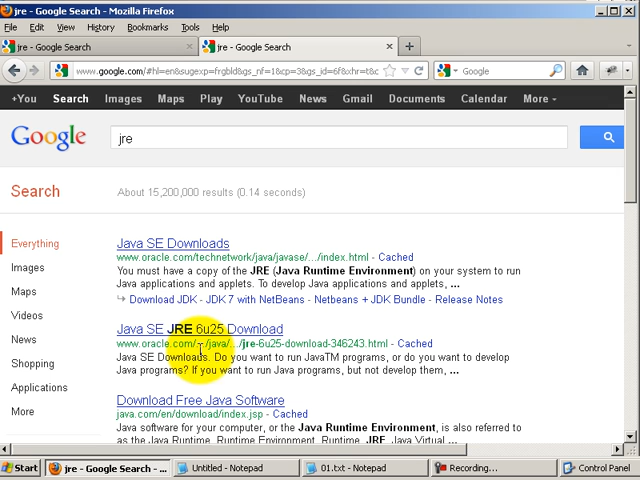 jre - Google Search - Mozilla Firefox
File Edit View History Bookmarks Tools Help
jre - Google Search
jre - Google Search
www.google.com/#hl=en&sugexp=frgbld&gs_nf=1&cp=3&gs_id=6f&xhr=t&c
Google
+You Search Images Maps Play YouTube News Gmail Documents Calendar More
Google
jre
Search
About 15,200,000 results (0.14 seconds)
Everything
Images
Maps
Videos
News
Shopping
Applications
More
Java SE Downloads
www.oracle.com/technetwork/java/javase/.../index.html - Cached
You must have a copy of the JRE (Java Runtime Environment) on your system to run
Java applications and applets. To develop Java applications and applets, ...
Download JDK - JDK 7 with NetBeans - Netbeans + JDK Bundle - Release Notes
Java SE JRE 6u25 Download
www.oracle.com/.../java/.../jre-6u25-download-346243.html - Cached
Java SE Downloads. Do you want to run JavaTM programs, or do you want to develop
Java programs? If you want to run Java programs, but not develop them, ...
Download Free Java Software
java.com/en/download/index.jsp - Cached
Java software for your computer, or the Java Runtime Environment, is also referred to
as the Java Runtime, Runtime Environment, Runtime, JRE, Java Virtual ...
Start
jre - Google Search - ...
Untitled - Notepad
01.txt - Notepad
Recording...
Control Panel